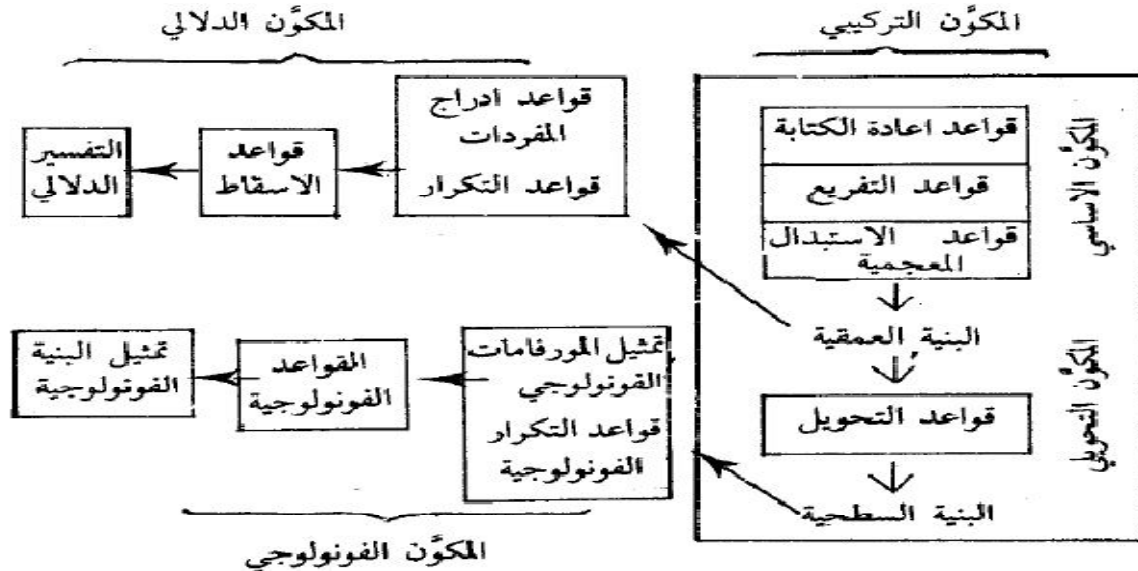 المكوَّن التركيبي
المكوَّن الاساسي
قواعد اعادة الكتابة
قواعد التفريع
قواعد الاستبدال
المعجمية
البنية العمقية
المكوَّن التحويلي
قواعد التحويل
البنية السطحية
المكوَّن الدلالي
قواعد ادراج
المفردات
قواعد التكرار
قواعد
الاسقاط
التفسير
الدلالي
تمثيل المورفامات
الفونولوجي
قواعد التكرار
الفونولوجية
القواعد
الفونولوجية
تمثيل البنية
الفونولوجية
المكوَّن الفونولوجي